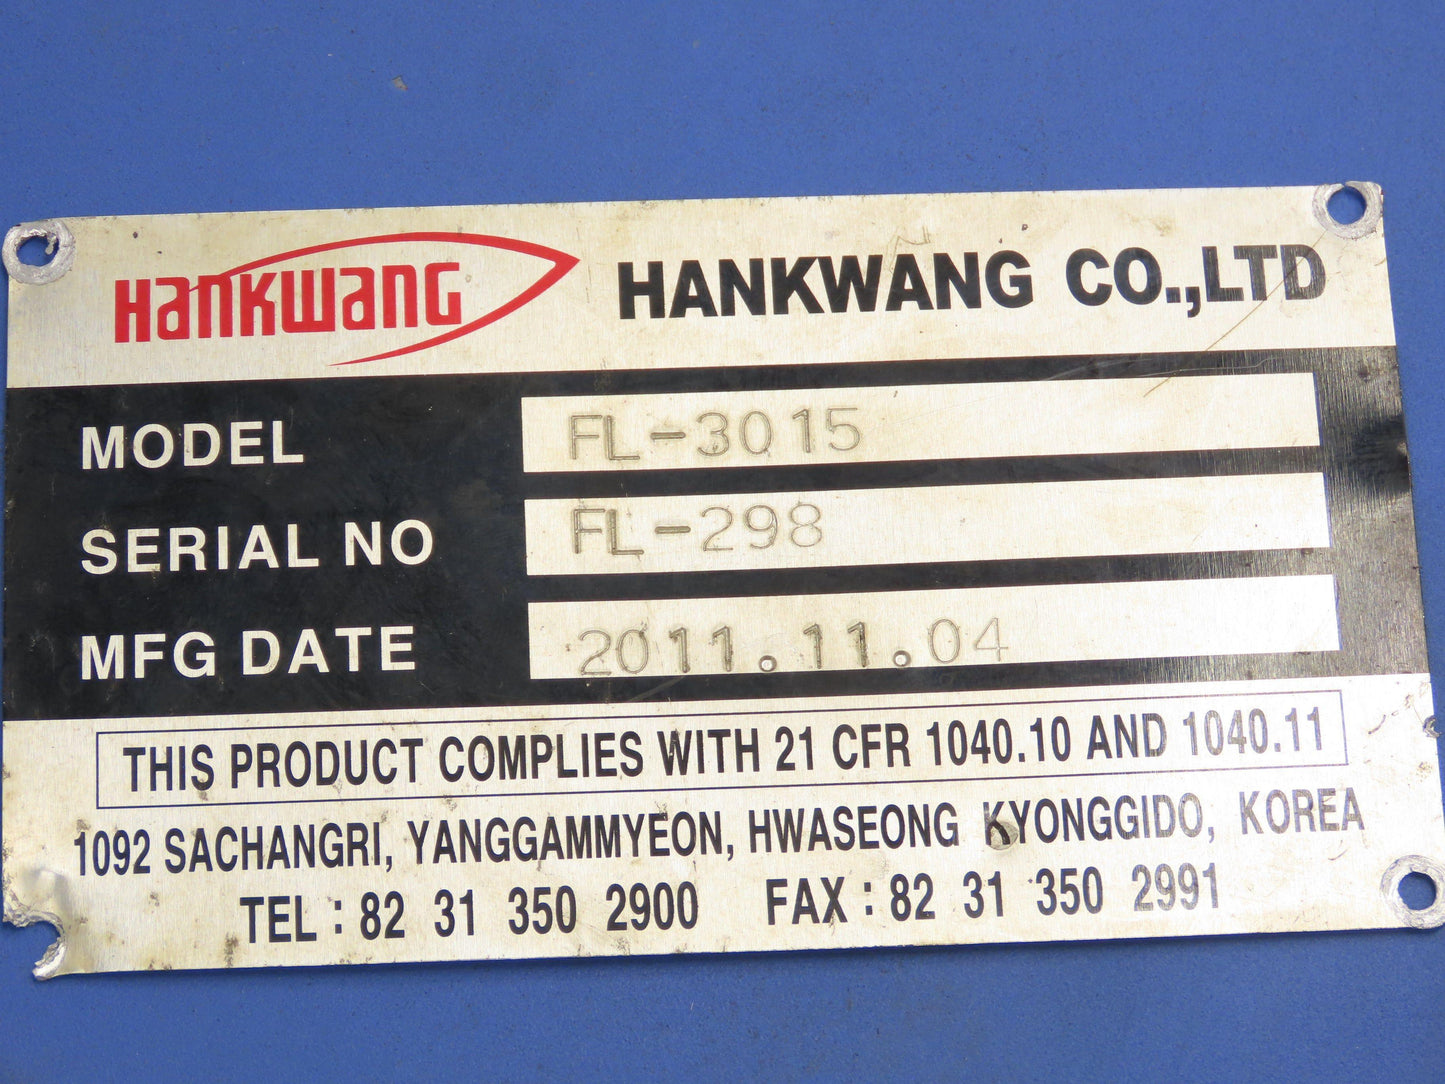 HANKWANG HANKWANG CO.,LTD
MODEL FL-3015
SERIAL NO FL-298
MFG DATE 2011.11.04
THIS PRODUCT COMPLIES WITH 21 CFR 1040.10 AND 1040.11
1092 SACHANGRI, YANGGAMMYEON, HWASEONG KYONGGIDO, KOREA
TEL : 82 31 350 2900 FAX : 82 31 350 2991